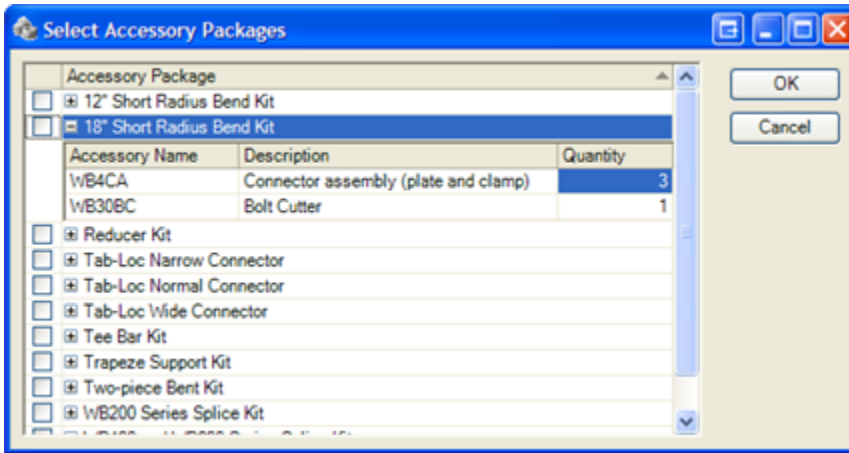 Select Accessory Packages
Accessory Package
OK
12" Short Radius Bend Kit
18" Short Radius Bend Kit
Cancel
Accessory Name Description Quantity
WB4CA Connector assembly (plate and clamp) 3
WB30BC Bolt Cutter 1
Reducer Kit
Tab-Loc Narrow Connector
Tab-Loc Normal Connector
Tab-Loc Wide Connector
Tee Bar Kit
Trapeze Support Kit
Two-piece Bent Kit
WB200 Series Splice Kit